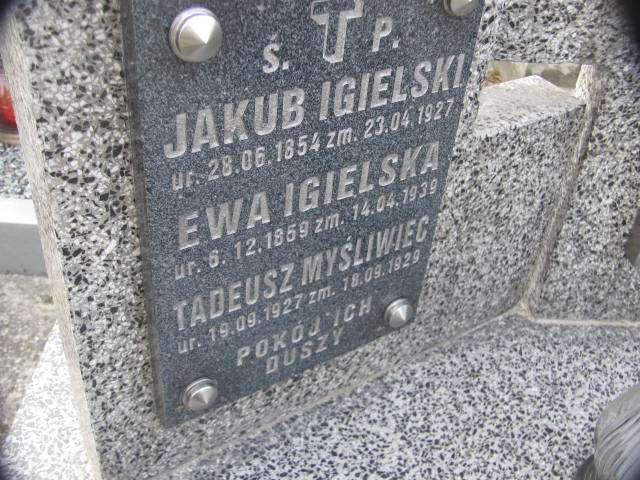 Ś. P.
JAKUB IGIELSKI
ur. 28.06.1854 zm. 23.04.1927
EWA IGIELSKA
ur. 6.12.1859 zm. 14.04.1939
TADEUSZ MYŚLIWIEC
ur. 19.09.1927 zm. 18.09.1929
POKÓJ ICH
DUSZY